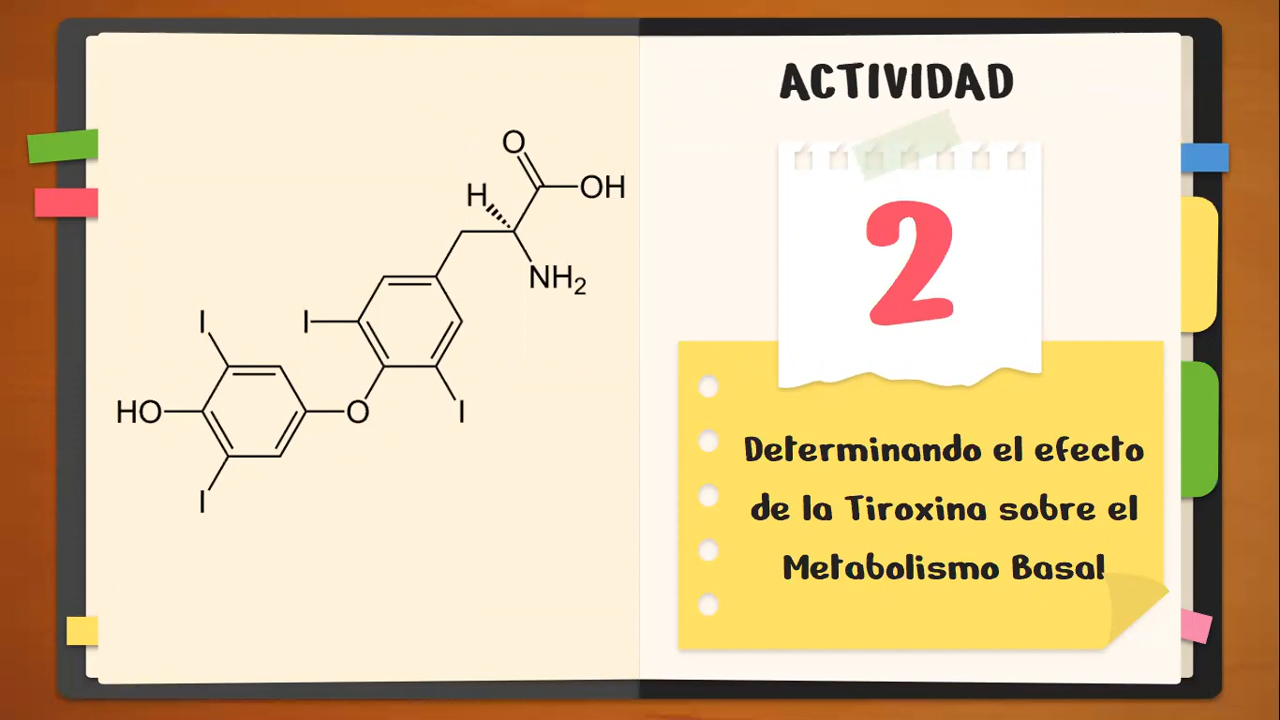 O
H
OH
NH2
I
I
HO
O
I
I
ACTIVIDAD
2
Determinando el efecto
de la Tiroxina sobre el
Metabolismo Basal